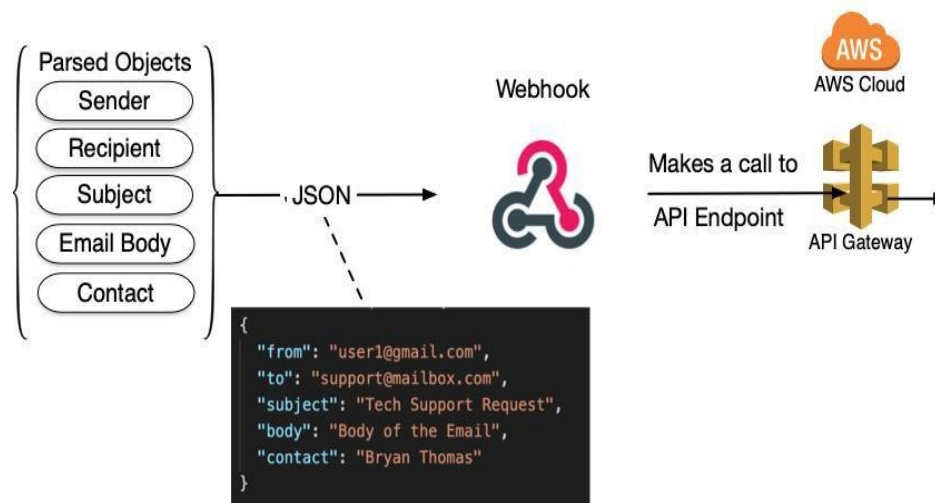 Parsed Objects
Sender
Recipient
Subject
Email Body
Contact
JSON
{
"from": "user1@gmail.com",
"to": "support@mailbox.com",
"subject": "Tech Support Request",
"body": "Body of the Email",
"contact": "Bryan Thomas"
}
Webhook
Makes a call to
API Endpoint
AWS
AWS Cloud
API Gateway